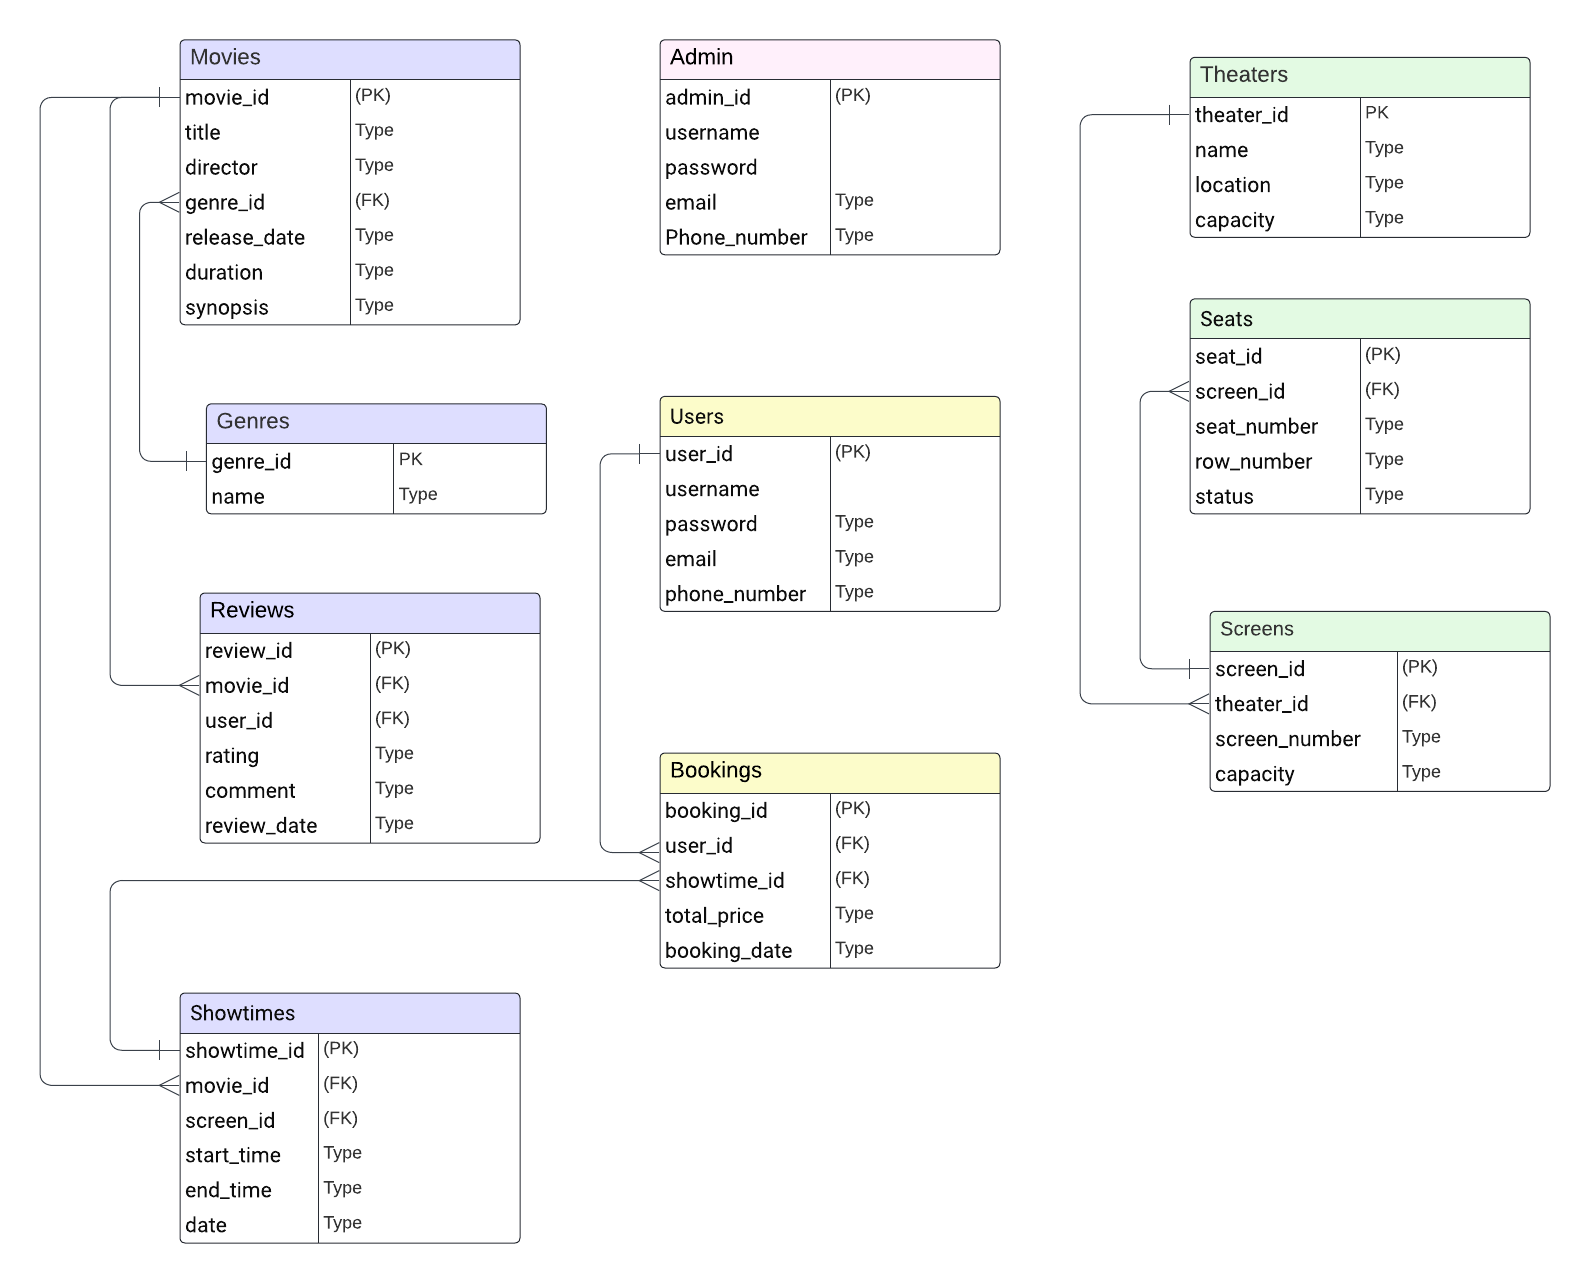 Movies
movie_id (PK)
title Type
director Type
genre_id (FK)
release_date Type
duration Type
synopsis Type
Genres
genre_id PK
name Type
Reviews
review_id (PK)
movie_id (FK)
user_id (FK)
rating Type
comment Type
review_date Type
Showtimes
showtime_id (PK)
movie_id (FK)
screen_id (FK)
start_time Type
end_time Type
date Type
Admin
admin_id (PK)
username
password
email Type
Phone_number Type
Users
user_id (PK)
username
password Type
email Type
phone_number Type
Bookings
booking_id (PK)
user_id (FK)
showtime_id (FK)
total_price Type
booking_date Type
Theaters
theater_id PK
name Type
location Type
capacity Type
Seats
seat_id (PK)
screen_id (FK)
seat_number Type
row_number Type
status Type
Screens
screen_id (PK)
theater_id (FK)
screen_number Type
capacity Type